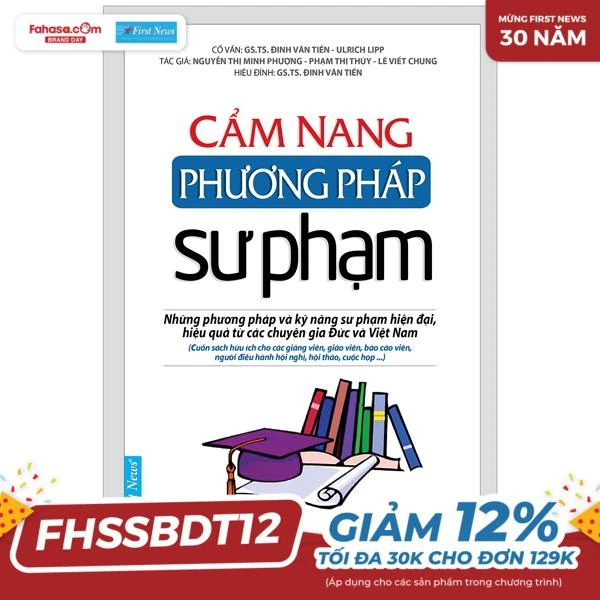 Fahasa.com
BRAND DAY
First News
MỪNG FIRST NEWS
30 NĂM
CỐ VẤN: GS.TS. ĐINH VĂN TIẾN - ULRICH LIPP
TÁC GIẢ: NGUYỄN THỊ MINH PHƯỢNG - PHẠM THỊ THÚY - LÊ VIẾT CHUNG
HIỆU ĐÍNH: GS.TS. ĐINH VĂN TIẾN
CẨM NANG
PHƯƠNG PHÁP
sư phạm
Những phương pháp và kỹ năng sư phạm hiện đại,
hiệu quả từ các chuyên gia Đức và Việt Nam
(Cuốn sách hữu ích cho các giảng viên, giáo viên, báo cáo viên,
người điều hành hội nghị, hội thảo, cuộc họp ...)
News
FHSSBDT12
GIẢM 12%
TỐI ĐA 30K CHO ĐƠN 129K
(Áp dụng cho các sản phẩm trong chương trình)